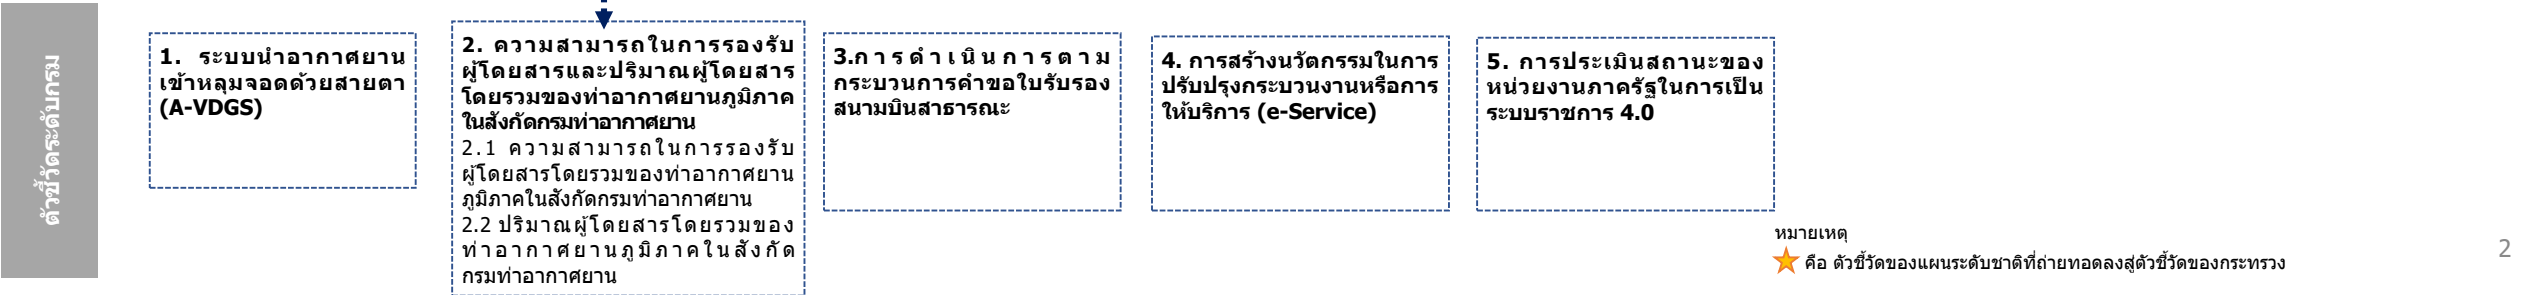 ตัวชี้วัดระดับกรม
1. ระบบนำอากาศยาน
เข้าหลุมจอดด้วยสายตา
(A-VDGS)
2. ความสามารถในการรองรับ
ผู้โดยสารและปริมาณผู้โดยสาร
โดยรวมของท่าอากาศยานภูมิภาค
ในสังกัดกรมท่าอากาศยาน
2.1 ความสามารถในการรองรับ
ผู้โดยสารโดยรวมของท่าอากาศยาน
ภูมิภาคในสังกัดกรมท่าอากาศยาน
2.2 ปริมาณผู้โดยสารโดยรวมของ
ท่าอากาศยานภูมิภาคในสังกัด
กรมท่าอากาศยาน
3.การดำเนินการตาม
กระบวนการคำขอใบรับรอง
สนามบินสาธารณะ
4. การสร้างนวัตกรรมในการ
ปรับปรุงกระบวนงานหรือการ
ให้บริการ (e-Service)
5. การประเมินสถานะของ
หน่วยงานภาครัฐในการเป็น
ระบบราชการ 4.0
หมายเหตุ
คือ ตัวชี้วัดของแผนระดับชาติที่ถ่ายทอดลงสู่ตัวชี้วัดของกระทรวง
2